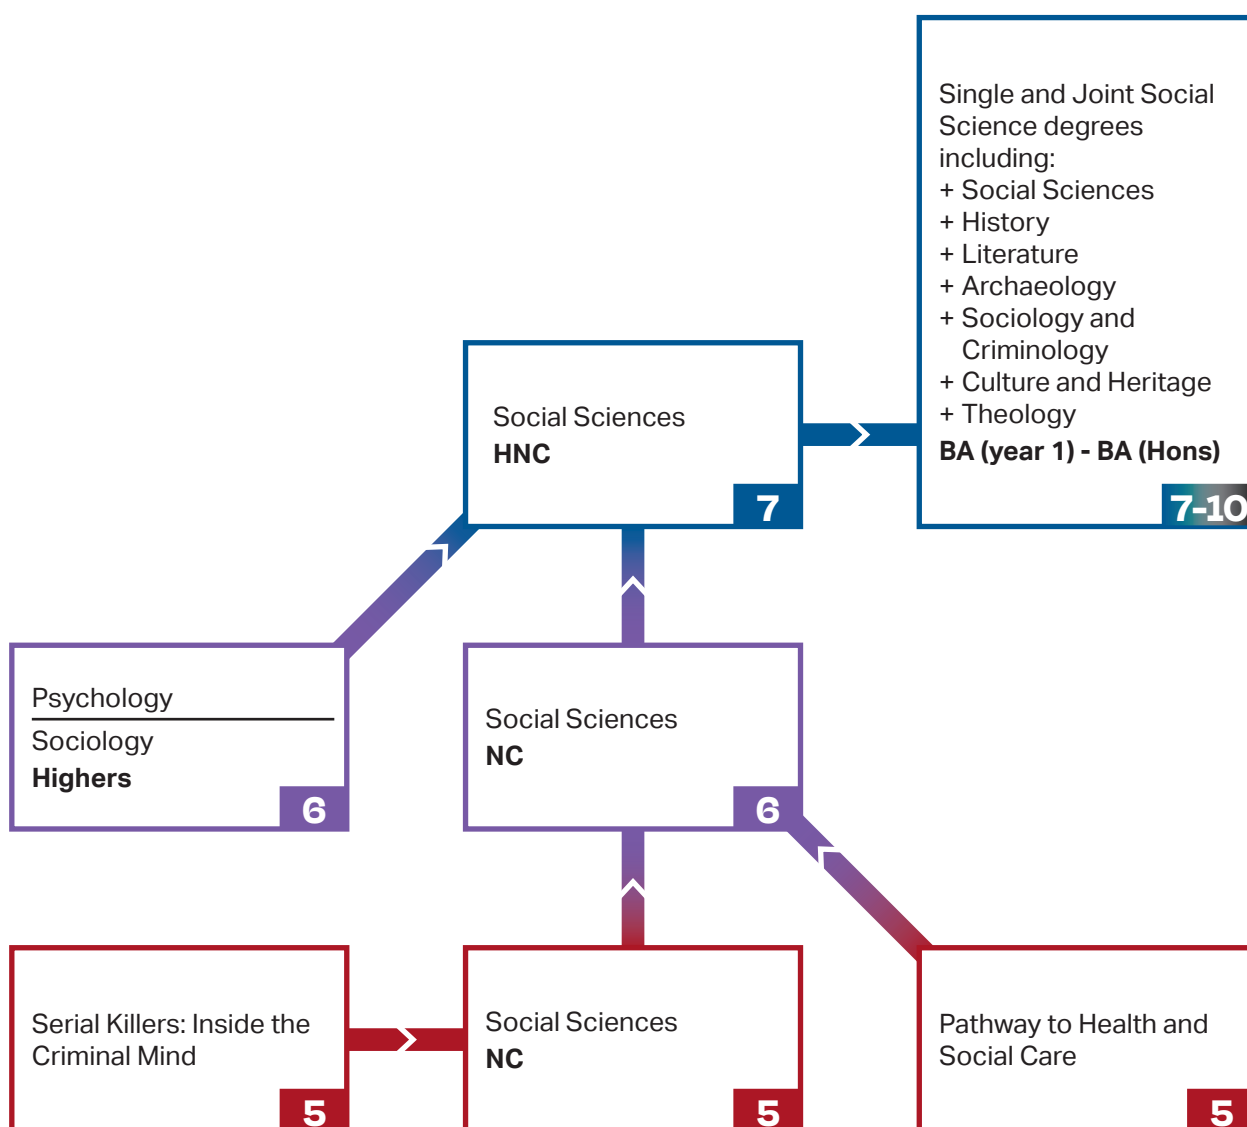 Single and Joint Social
Science degrees
including:
+ Social Sciences
+ History
+ Literature
+ Archaeology
+ Sociology and
Criminology
+ Culture and Heritage
+ Theology
BA (year 1) - BA (Hons)
7-10
Social Sciences
HNC
7
Psychology
Sociology
Highers
6
Social Sciences
NC
6
Serial Killers: Inside the
Criminal Mind
5
Social Sciences
NC
5
Pathway to Health and
Social Care
5